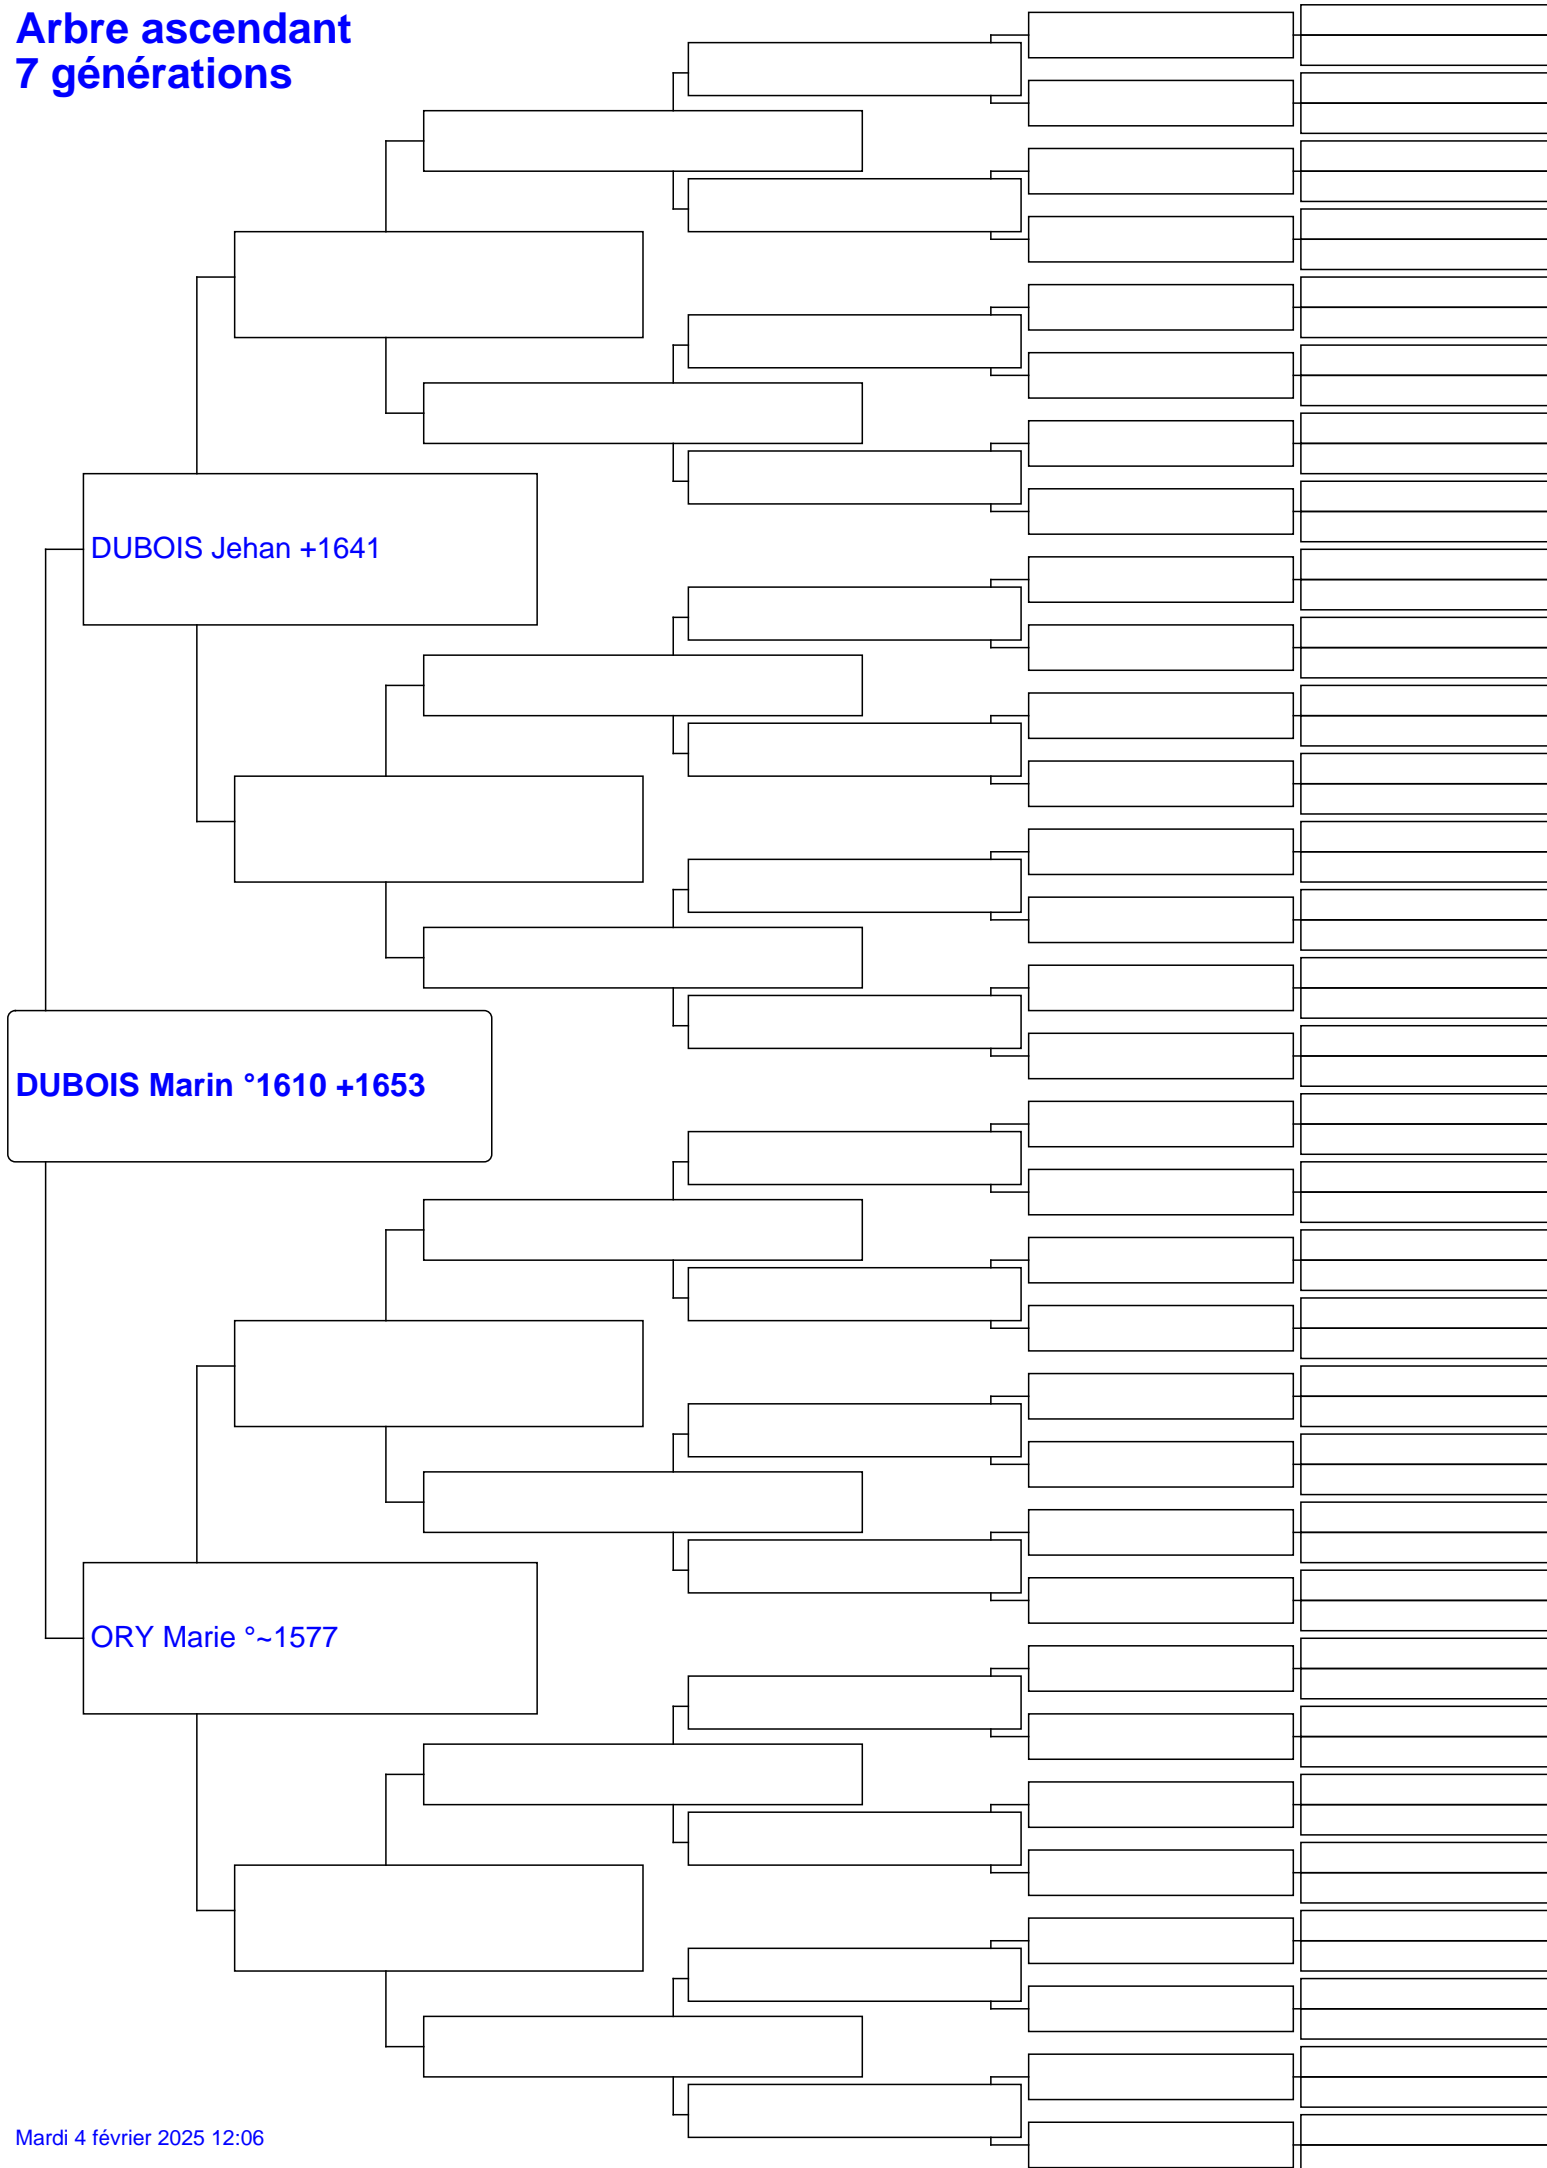 Arbre ascendant
7 générations
DUBOIS Jehan +1641
DUBOIS Marin °1610 +1653
ORY Marie °~1577
Mardi 4 février 2025 12:06